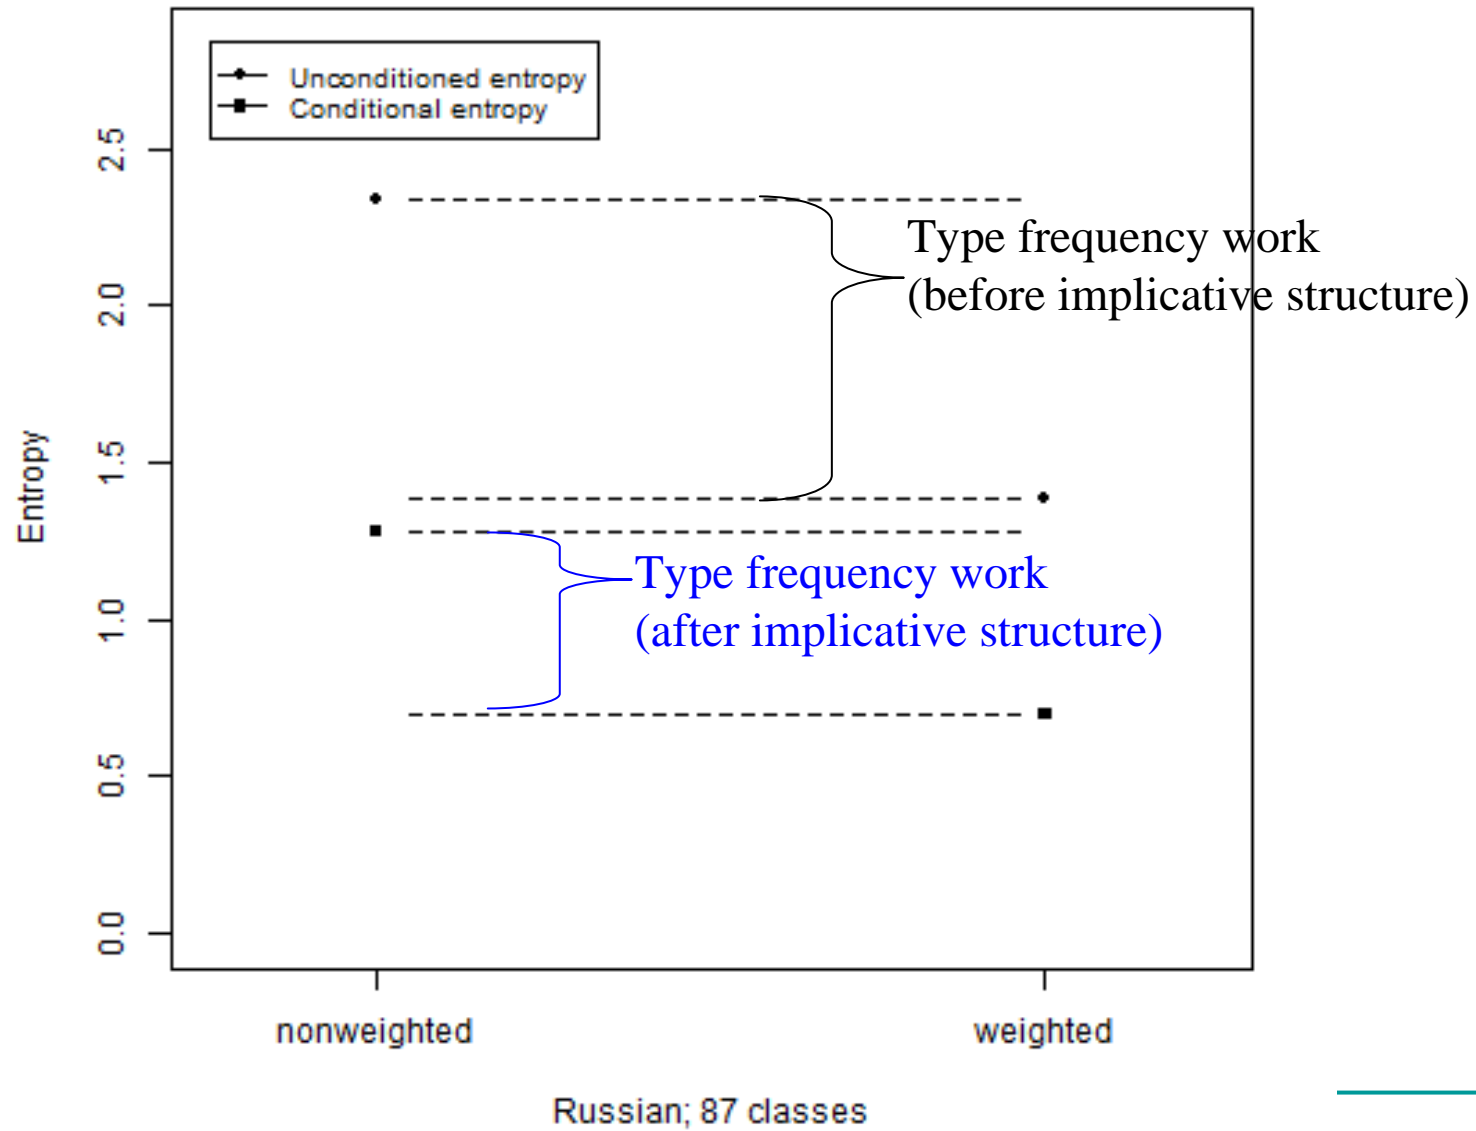 Unconditioned entropy
Conditional entropy
2.5
2.0
1.5
1.0
0.5
0.0
Entropy
Type frequency work
(before implicative structure)
Type frequency work
(after implicative structure)
nonweighted
weighted
Russian; 87 classes